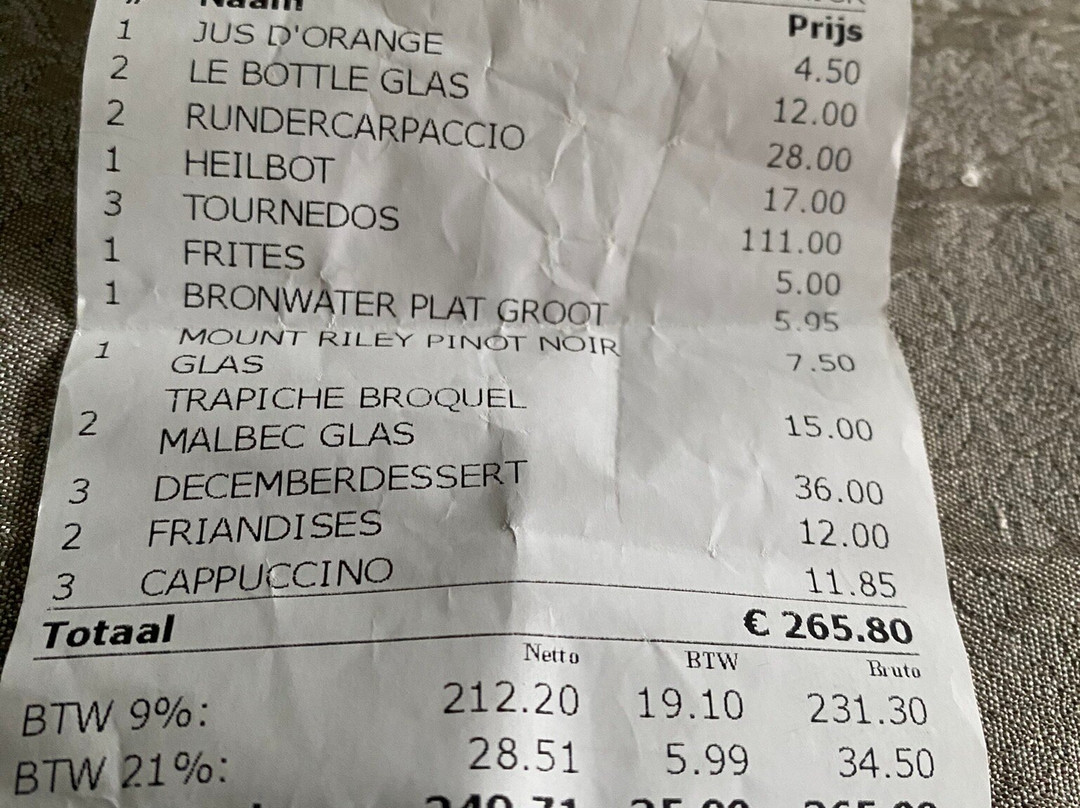 Naam Prijs
1 JUS D'ORANGE 4.50
2 LE BOTTLE GLAS 12.00
2 RUNDERCARPACCIO 28.00
1 HEILBOT 17.00
3 TOURNEDOS 111.00
1 FRITES 5.00
1 BRONWATER PLAT GROOT 5.95
1 MOUNT RILEY PINOT NOIR 7.50
GLAS
TRAPICHE BROQUEL
2 MALBEC GLAS 15.00
3 DECEMBERDESSERT 36.00
2 FRIANDISES 12.00
3 CAPPUCCINO 11.85
Totaal € 265.80
Netto BTW Bruto
BTW 9%: 212.20 19.10 231.30
BTW 21%: 28.51 5.99 34.50
240.71